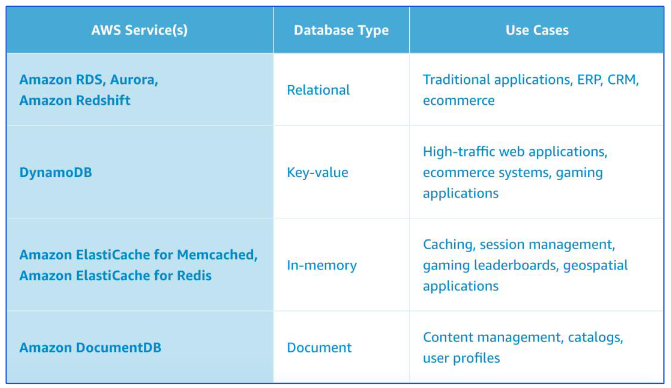 AWS Service(s)
Database Type
Use Cases
Amazon RDS, Aurora,
Amazon Redshift
Relational
Traditional applications, ERP, CRM,
ecommerce
DynamoDB
Key-value
High-traffic web applications,
ecommerce systems, gaming
applications
Amazon ElastiCache for Memcached,
Amazon ElastiCache for Redis
In-memory
Caching, session management,
gaming leaderboards, geospatial
applications
Amazon DocumentDB
Document
Content management, catalogs,
user profiles